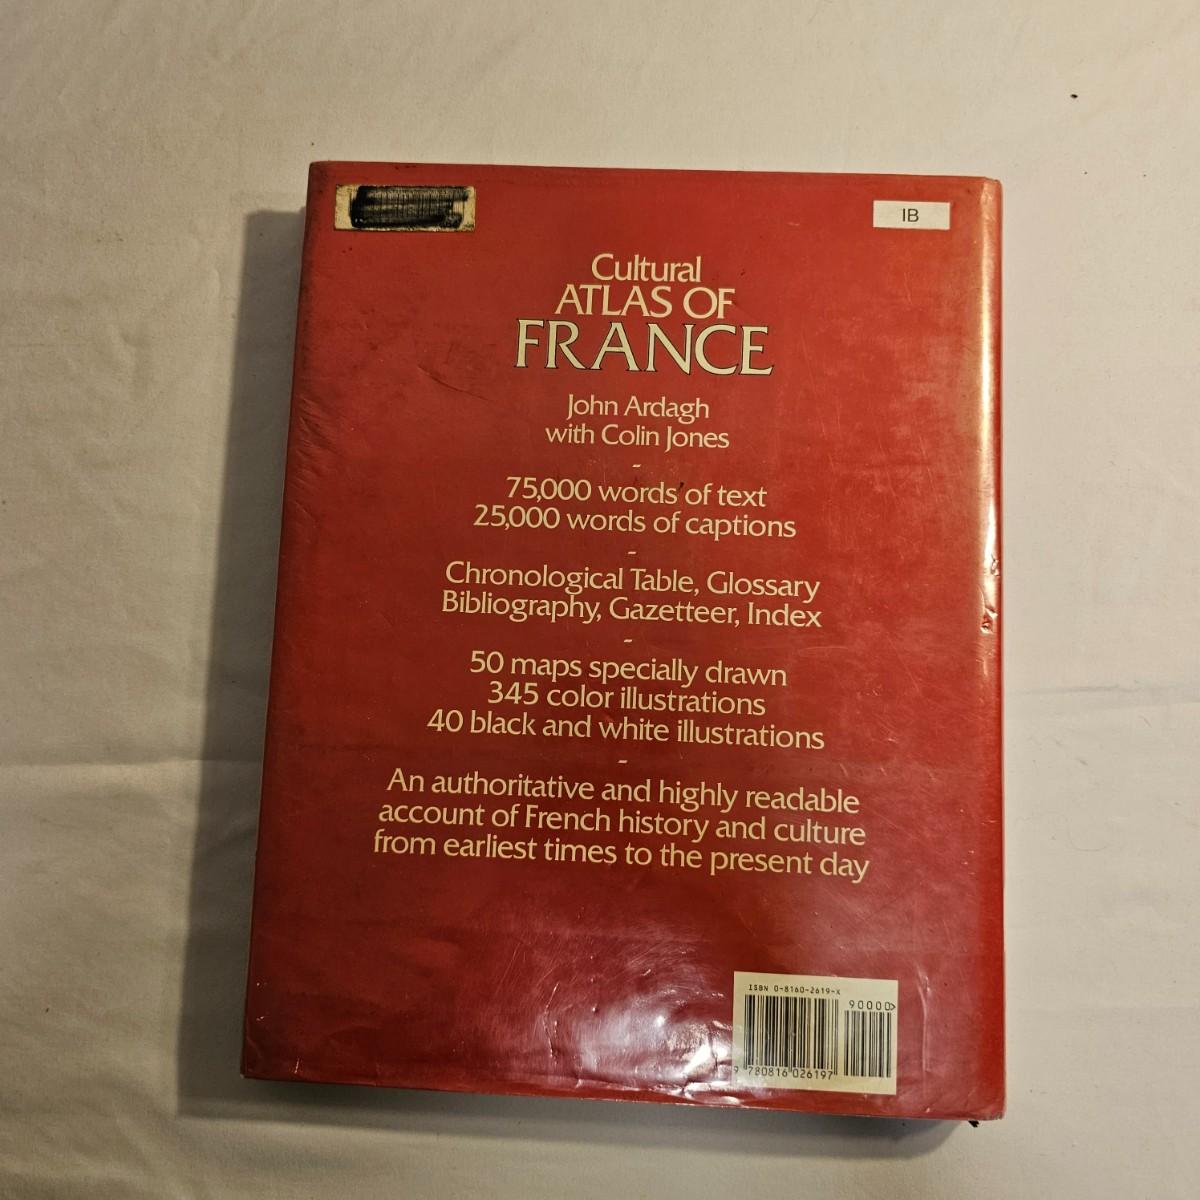 IB
Cultural
ATLAS OF
FRANCE
John Ardagh
with Colin Jones
-
75,000 words of text
25,000 words of captions
-
Chronological Table, Glossary
Bibliography, Gazetteer, Index
-
50 maps specially drawn
345 color illustrations
40 black and white illustrations
-
An authoritative and highly readable
account of French history and culture
from earliest times to the present day
ISBN 0-8160-2619-X
90000>
9 780816 026197